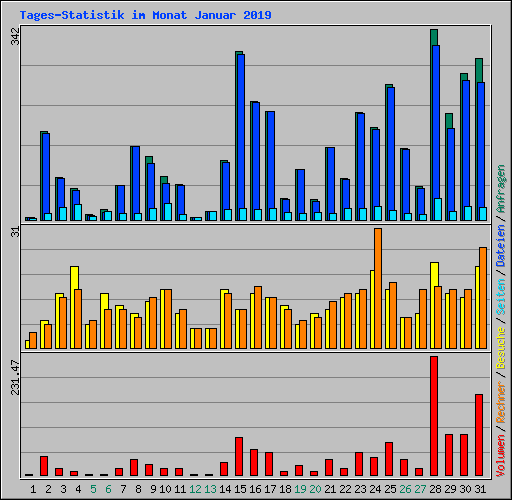 Tages-Statistik im Monat Januar 2019
342
31
231.47
Volumen / Rechner / Besuche / Seiten / Dateien / Anfragen
1 2 3 4 5 6 7 8 9 10 11 12 13 14 15 16 17 18 19 20 21 22 23 24 25 26 27 28 29 30 31